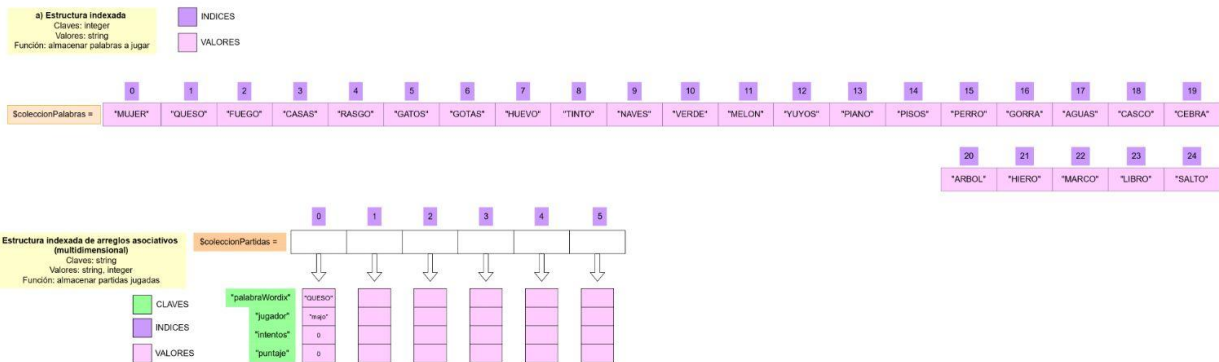 a) Estructura indexada
Claves: integer
Valores: string
Función: almacenar palabras a jugar
INDICES
VALORES
0 1 2 3 4 5 6 7 8 9 10 11 12 13 14 15 16 17 18 19
$coleccionPalabras = "MUJER" "QUESO" "FUEGO" "CASAS" "RASGO" "GATOS" "GOTAS" "HUEVO" "TINTO" "NAVES" "VERDE" "MELON" "YUYOS" "PIANO" "PISOS" "PERRO" "GORRA" "AGUAS" "CASCO" "CEBRA"
20 21 22 23 24
"ARBOL" "HIERO" "MARCO" "LIBRO" "SALTO"
0 1 2 3 4 5
Estructura indexada de arreglos asociativos
(multidimensional)
Claves: string
Valores: string, integer
Función: almacenar partidas jugadas
$coleccionPartidas =
CLAVES
INDICES
VALORES
"palabraWordix" "QUESO"
"jugador" "majo"
"intentos" 0
"puntaje" 0